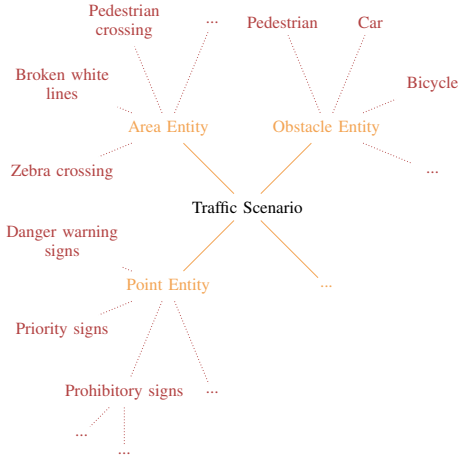 Pedestrian
crossing
...
Pedestrian
Car
Broken white
lines
Bicycle
Area Entity
Obstacle Entity
Zebra crossing
...
Traffic Scenario
Danger warning
signs
Point Entity
...
Priority signs
Prohibitory signs
...
...
...